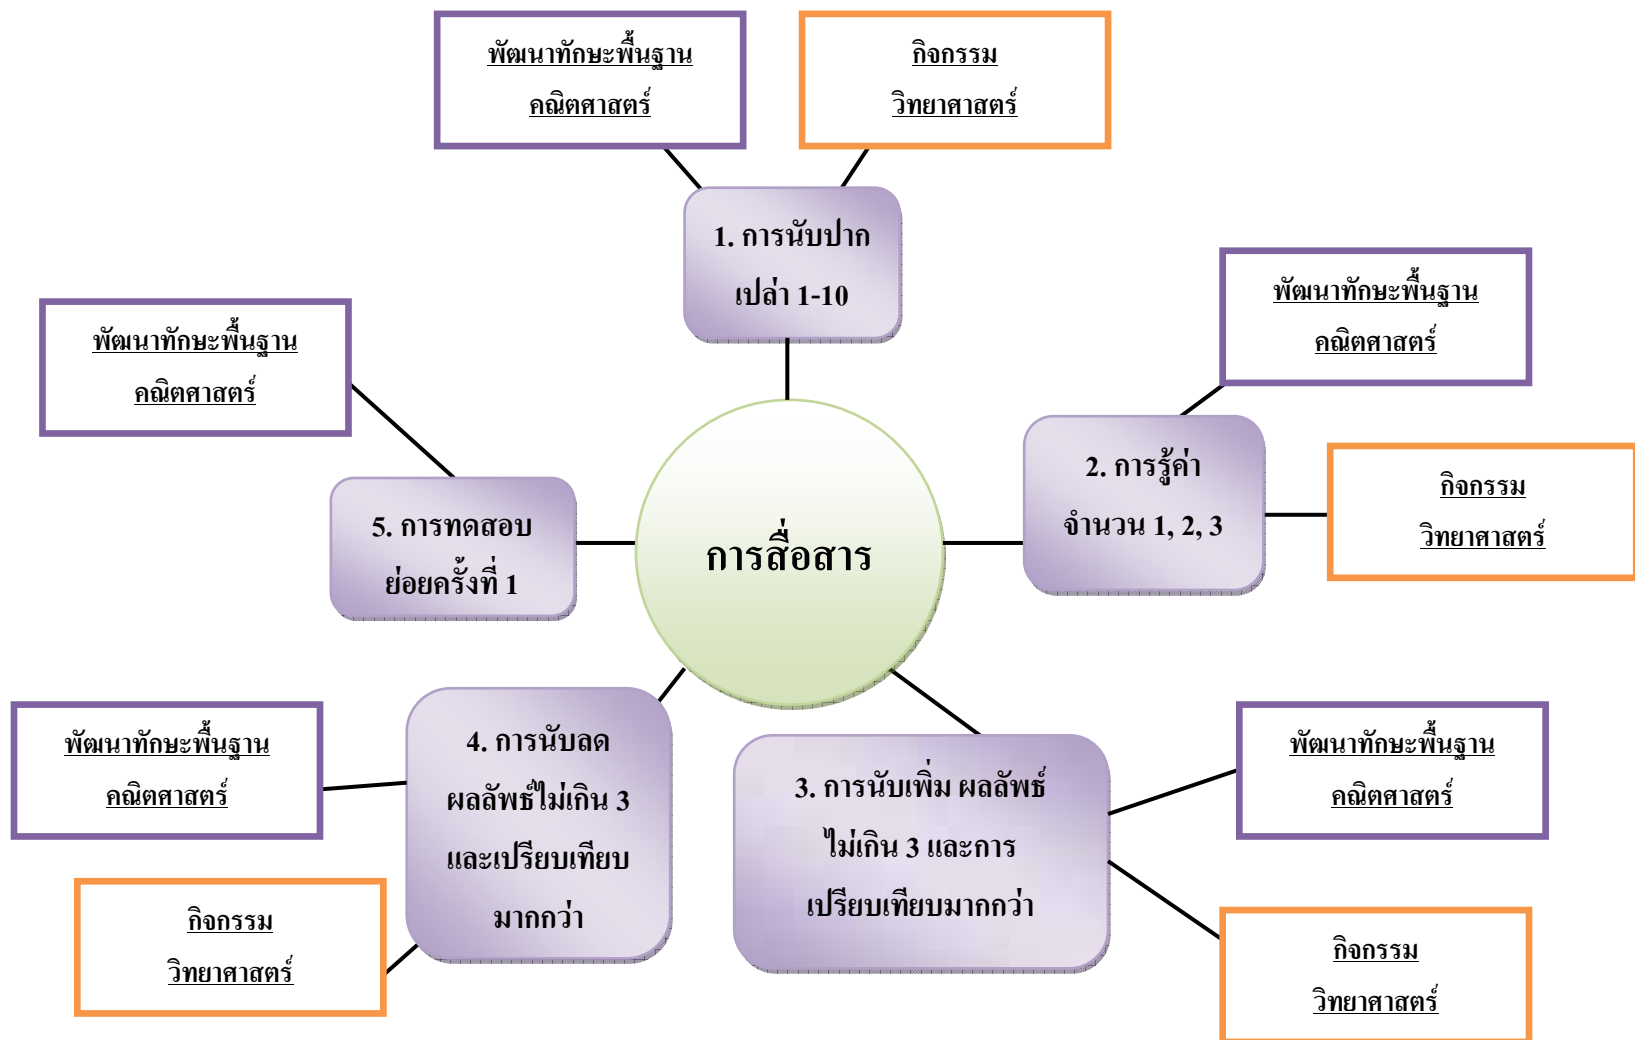 พัฒนาทักษะพื้นฐาน
คณิตศาสตร์
กิจกรรม
วิทยาศาสตร์
1. การนับปาก
เปล่า 1-10
พัฒนาทักษะพื้นฐาน
คณิตศาสตร์
2. การรู้ค่า
จำนวน 1, 2, 3
กิจกรรม
วิทยาศาสตร์
พัฒนาทักษะพื้นฐาน
คณิตศาสตร์
5. การทดสอบ
ย่อยครั้งที่ 1
การสื่อสาร
พัฒนาทักษะพื้นฐาน
คณิตศาสตร์
4. การนับลด
ผลลัพธ์ไม่เกิน 3
และเปรียบเทียบ
มากกว่า
กิจกรรม
วิทยาศาสตร์
3. การนับเพิ่ม ผลลัพธ์
ไม่เกิน 3 และการ
เปรียบเทียบมากกว่า
พัฒนาทักษะพื้นฐาน
คณิตศาสตร์
กิจกรรม
วิทยาศาสตร์